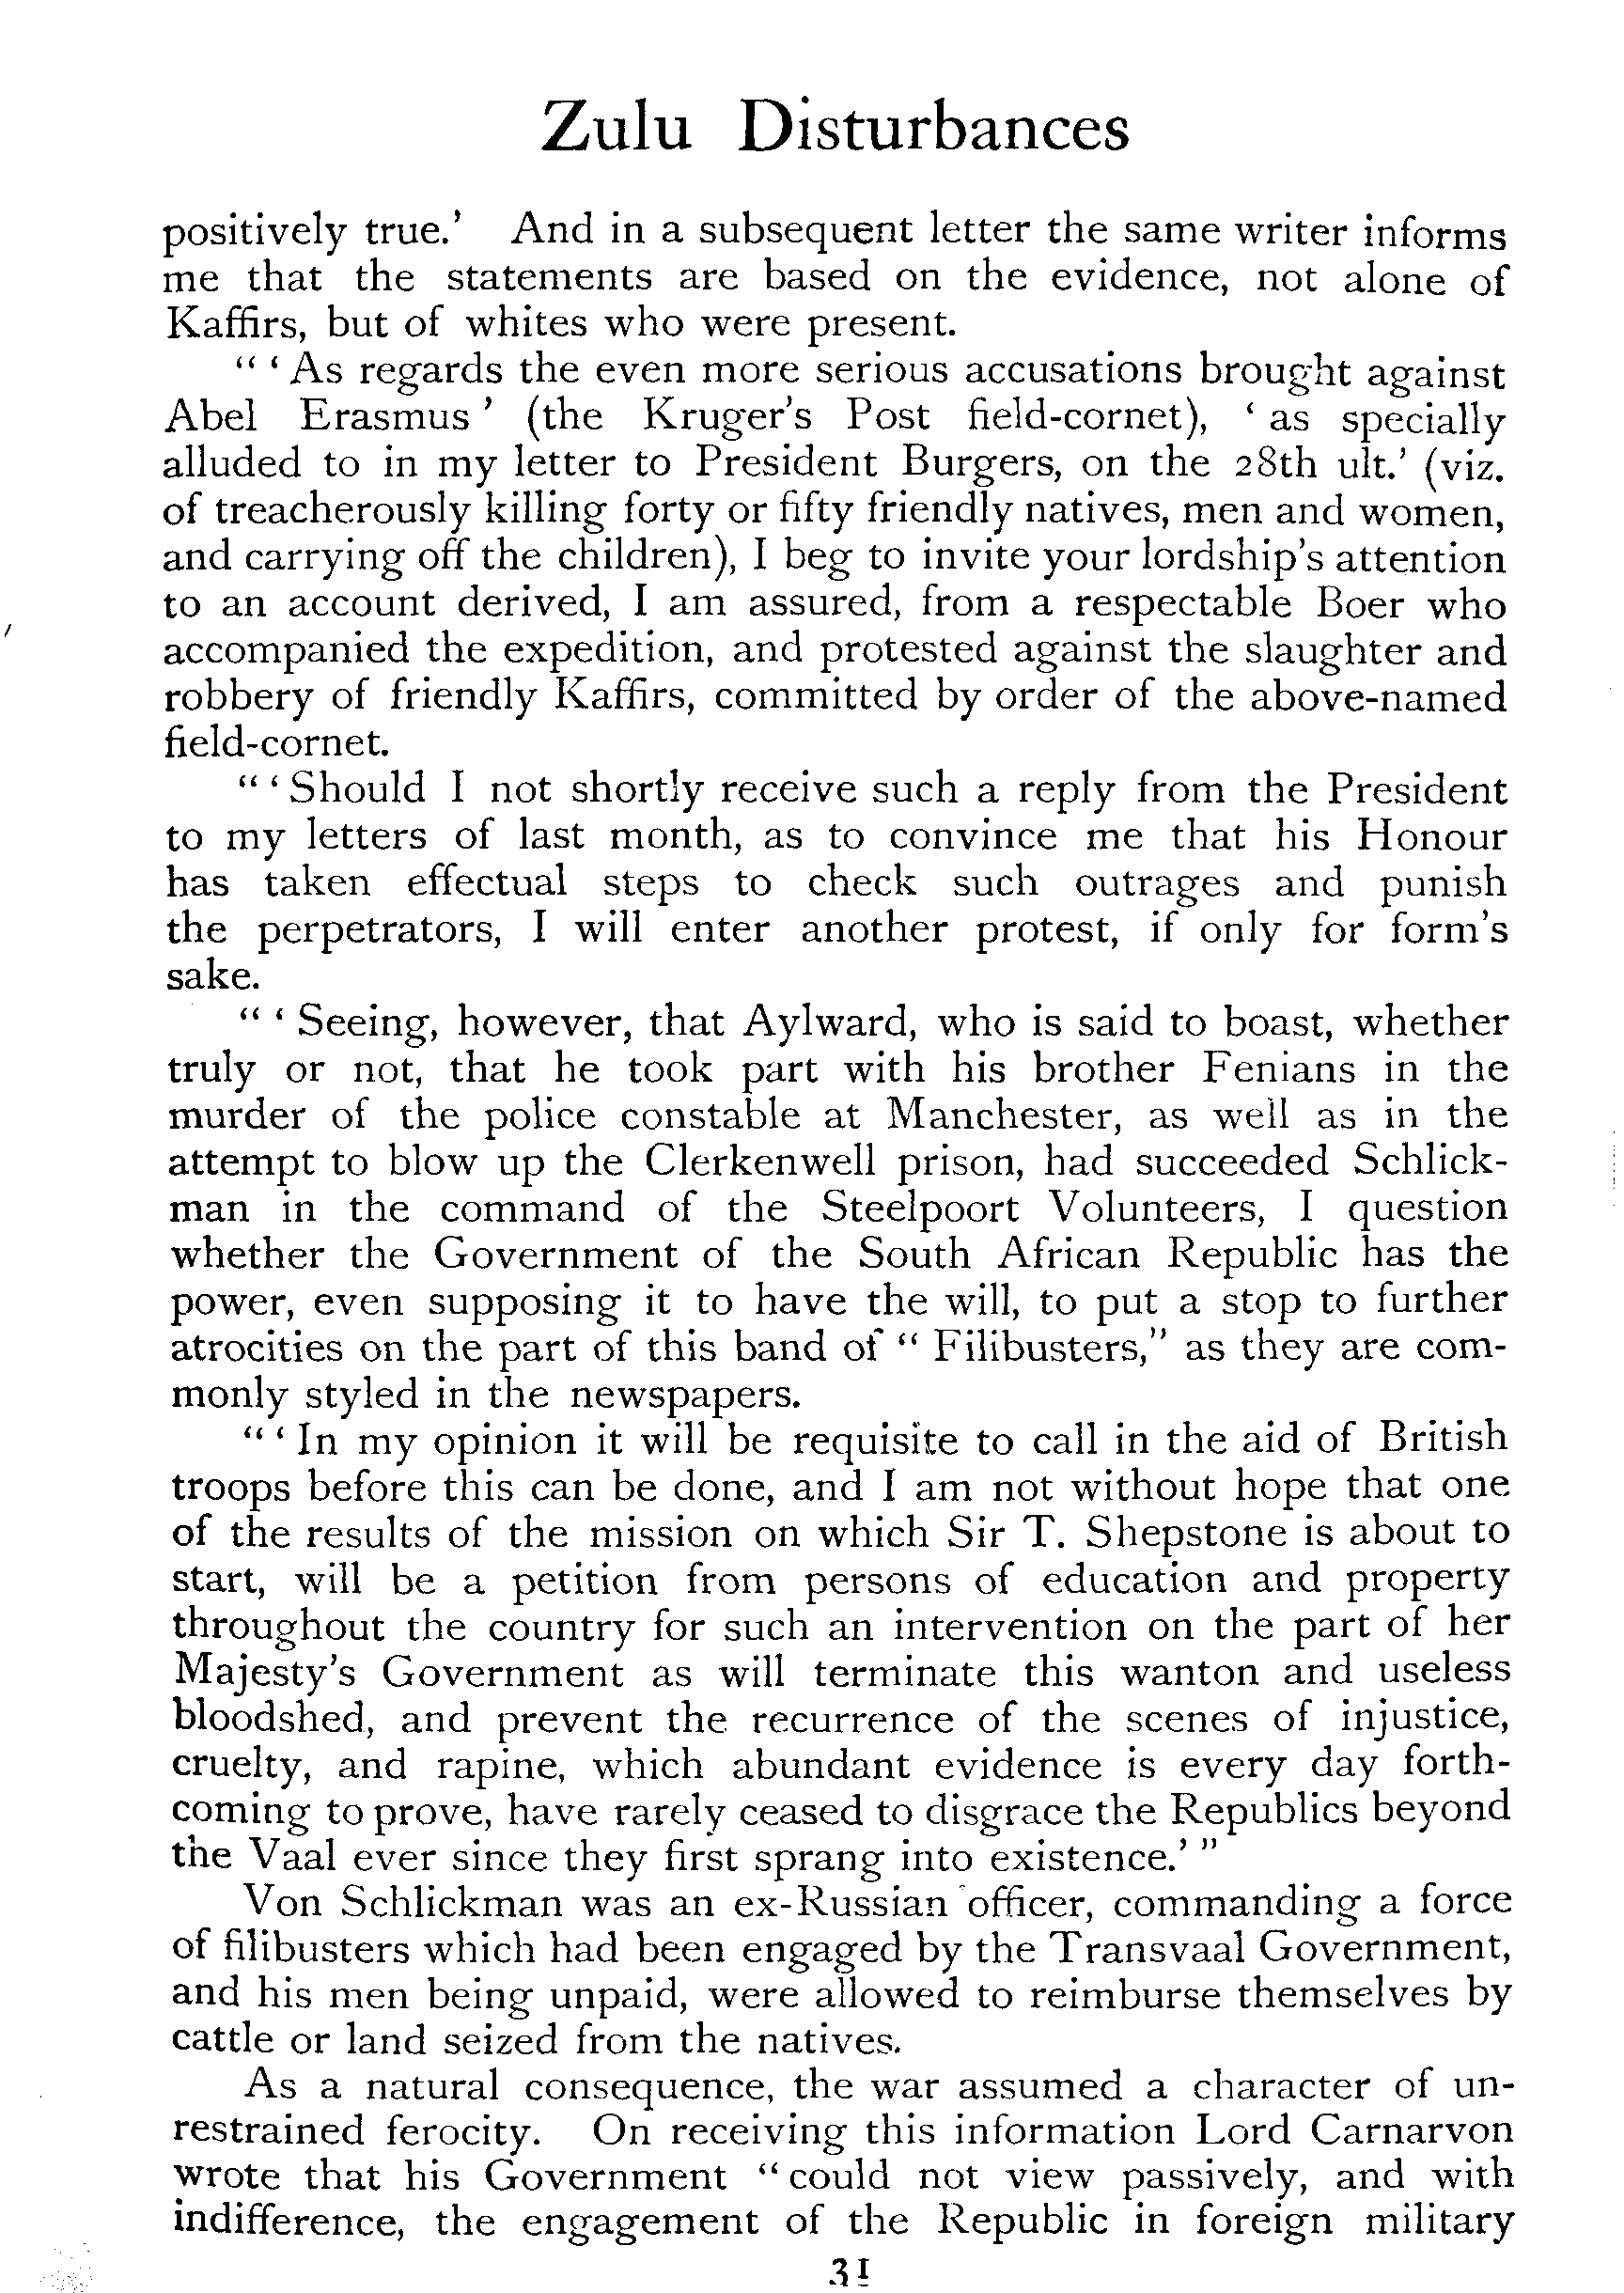 Zulu Disturbances
positively true.’ And in a subsequent letter the same writer informs
me that the statements are based on the evidence, not alone of
Kaffirs, but of whites who were present.
“ ‘ As regards the even more serious accusations brought against
Abel Erasmus ’ (the Kruger’s Post field-cornet), ‘ as specially
alluded to in my letter to President Burgers, on the 28th ult.’ (viz.
of treacherously killing forty or fifty friendly natives, men and women,
and carrying off the children), I beg to invite your lordship’s attention
to an account derived, I am assured, from a respectable Boer who
accompanied the expedition, and protested against the slaughter and
robbery of friendly Kaffirs, committed by order of the above-named
field-cornet.
“ ‘ Should I not shortly receive such a reply from the President
to my letters of last month, as to convince me that his Honour
has taken effectual steps to check such outrages and punish
the perpetrators, I will enter another protest, if only for form’s
sake.
“ ‘ Seeing, however, that Aylward, who is said to boast, whether
truly or not, that he took part with his brother Fenians in the
murder of the police constable at Manchester, as well as in the
attempt to blow up the Clerkenwell prison, had succeeded Schlick-
man in the command of the Steelpoort Volunteers, I question
whether the Government of the South African Republic has the
power, even supposing it to have the will, to put a stop to further
atrocities on the part of this band of “ Filibusters,” as they are com-
monly styled in the newspapers.
“ ‘ In my opinion it will be requisite to call in the aid of British
troops before this can be done, and I am not without hope that one
of the results of the mission on which Sir T. Shepstone is about to
start, will be a petition from persons of education and property
throughout the country for such an intervention on the part of her
Majesty’s Government as will terminate this wanton and useless
bloodshed, and prevent the recurrence of the scenes of injustice,
cruelty, and rapine, which abundant evidence is every day forth-
coming to prove, have rarely ceased to disgrace the Republics beyond
the Vaal ever since they first sprang into existence.’ ”
Von Schlickman was an ex-Russian officer, commanding a force
of filibusters which had been engaged by the Transvaal Government,
and his men being unpaid, were allowed to reimburse themselves by
cattle or land seized from the natives.
As a natural consequence, the war assumed a character of un-
restrained ferocity. On receiving this information Lord Carnarvon
wrote that his Government “ could not view passively, and with
indifference, the engagement of the Republic in foreign military
31